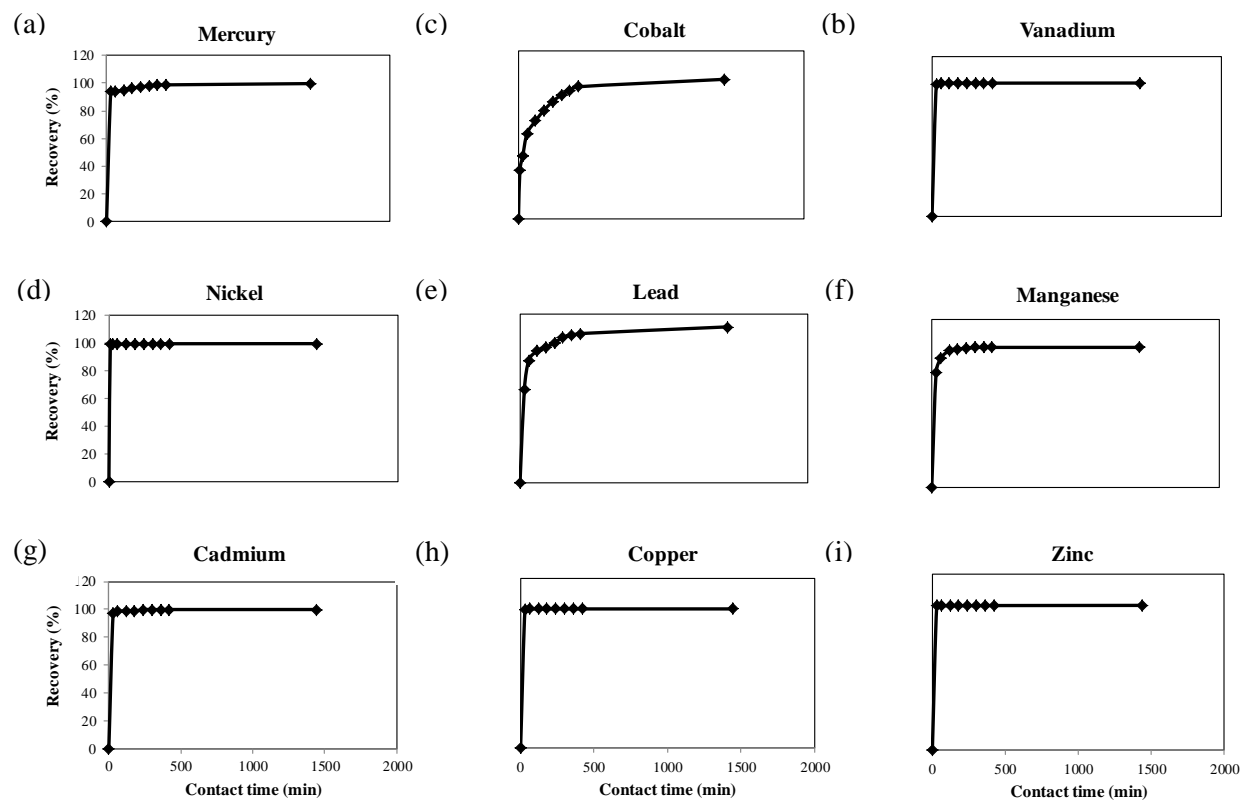 (a)
Mercury
120
100
80
60
40
20
0
Recovery (%)
(c)
Cobalt
(b)
Vanadium
(d)
Nickel
120
100
80
60
40
20
0
Recovery (%)
(e)
Lead
(f)
Manganese
(g)
Cadmium
120
100
80
60
40
20
0
Recovery (%)
0 500 1000 1500 2000
Contact time (min)
(h)
Copper
0 500 1000 1500 2000
Contact time (min)
(i)
Zinc
0 500 1000 1500 2000
Contact time (min)